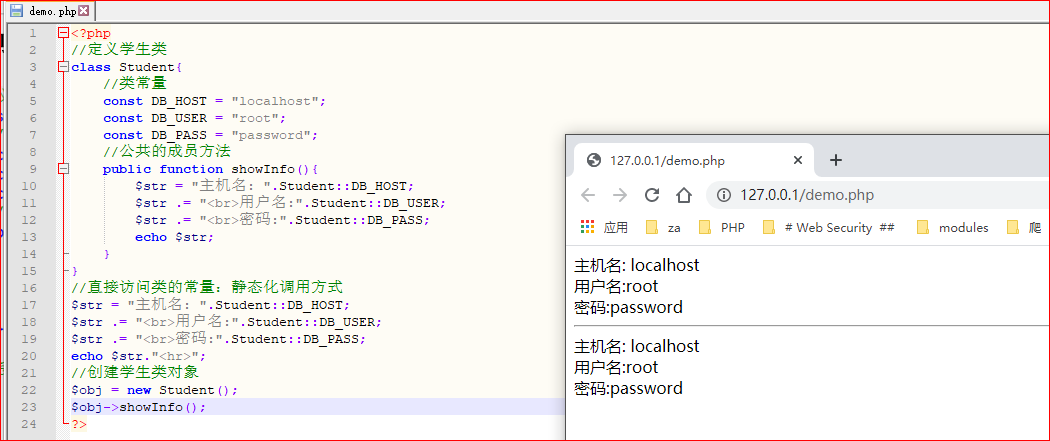 demo.php
1 <?php
2 //定义学生类
3 class Student{
4 //类常量
5 const DB_HOST = "localhost";
6 const DB_USER = "root";
7 const DB_PASS = "password";
8 //公共的成员方法
9 public function showInfo(){
10 $str = "主机名: ".Student::DB_HOST;
11 $str .= "<br>用户名:".Student::DB_USER;
12 $str .= "<br>密码:".Student::DB_PASS;
13 echo $str;
14 }
15 }
16 //直接访问类的常量：静态化调用方式
17 $str = "主机名: ".Student::DB_HOST;
18 $str .= "<br>用户名:".Student::DB_USER;
19 $str .= "<br>密码:".Student::DB_PASS;
20 echo $str."<hr>";
21 //创建学生类对象
22 $obj = new Student();
23 $obj->showInfo();
24 ?>
127.0.0.1/demo.php
127.0.0.1/demo.php
应用 za PHP # Web Security ## modules 爬
主机名: localhost
用户名:root
密码:password
主机名: localhost
用户名:root
密码:password